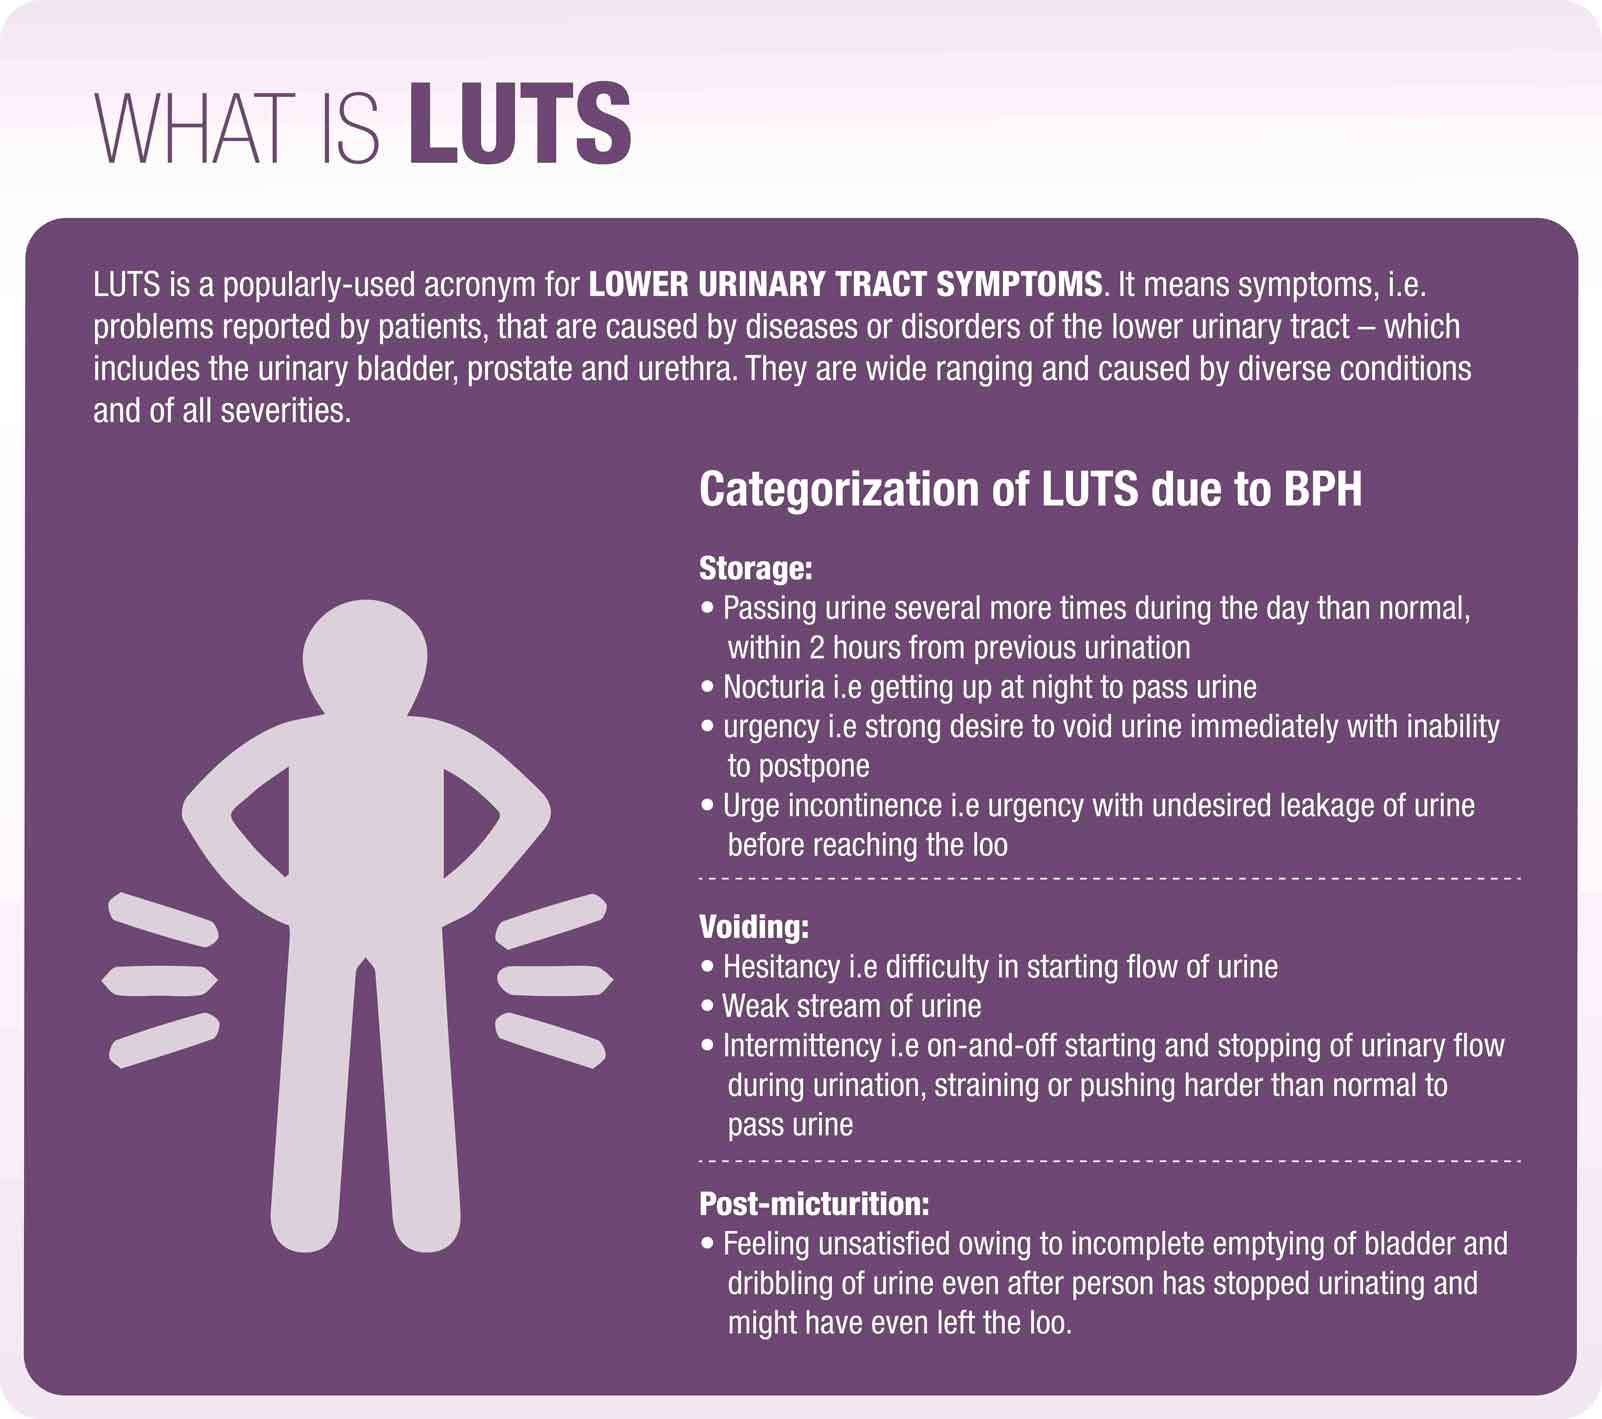 WHAT IS LUTS
LUTS is a popularly-used acronym for LOWER URINARY TRACT SYMPTOMS. It means symptoms, i.e.
problems reported by patients, that are caused by diseases or disorders of the lower urinary tract – which
includes the urinary bladder, prostate and urethra. They are wide ranging and caused by diverse conditions
and of all severities.
Categorization of LUTS due to BPH
Storage:
• Passing urine several more times during the day than normal,
within 2 hours from previous urination
• Nocturia i.e getting up at night to pass urine
• urgency i.e strong desire to void urine immediately with inability
to postpone
• Urge incontinence i.e urgency with undesired leakage of urine
before reaching the loo
Voiding:
• Hesitancy i.e difficulty in starting flow of urine
• Weak stream of urine
• Intermittency i.e on-and-off starting and stopping of urinary flow
during urination, straining or pushing harder than normal to
pass urine
Post-micturition:
• Feeling unsatisfied owing to incomplete emptying of bladder and
dribbling of urine even after person has stopped urinating and
might have even left the loo.